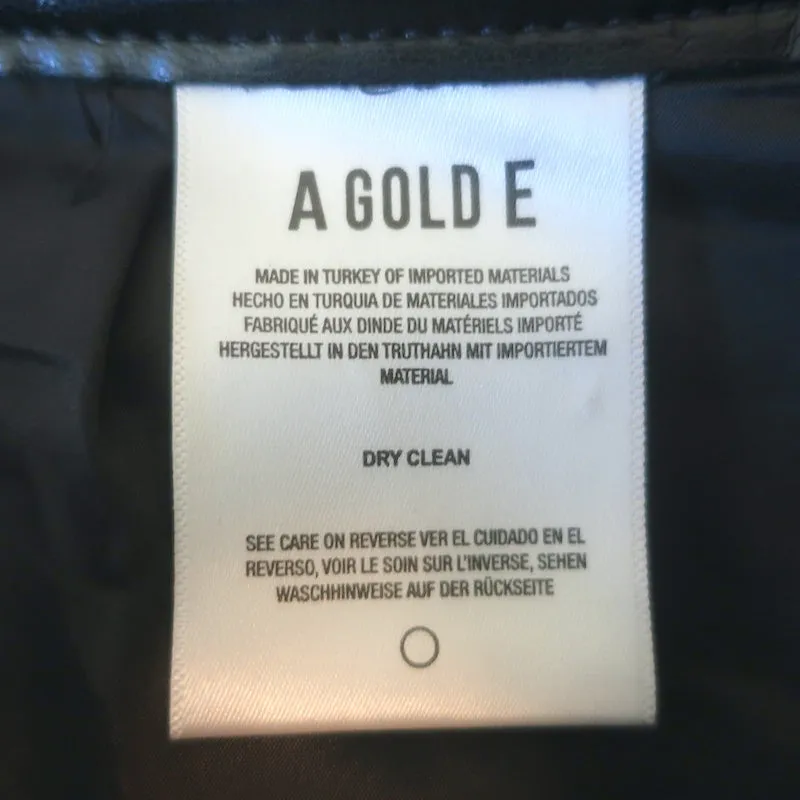 A GOLD E
MADE IN TURKEY OF IMPORTED MATERIALS
HECHO EN TURQUIA DE MATERIALES IMPORTADOS
FABRIQUÉ AUX DINDE DU MATÉRIELS IMPORTÉ
HERGESTELLT IN DEN TRUTHAHN MIT IMPORTIERTEM
MATERIAL
DRY CLEAN
SEE CARE ON REVERSE VER EL CUIDADO EN EL
REVERSO, VOIR LE SOIN SUR L'INVERSE, SEHEN
WASCHHINWEISE AUF DER RÜCKSEITE